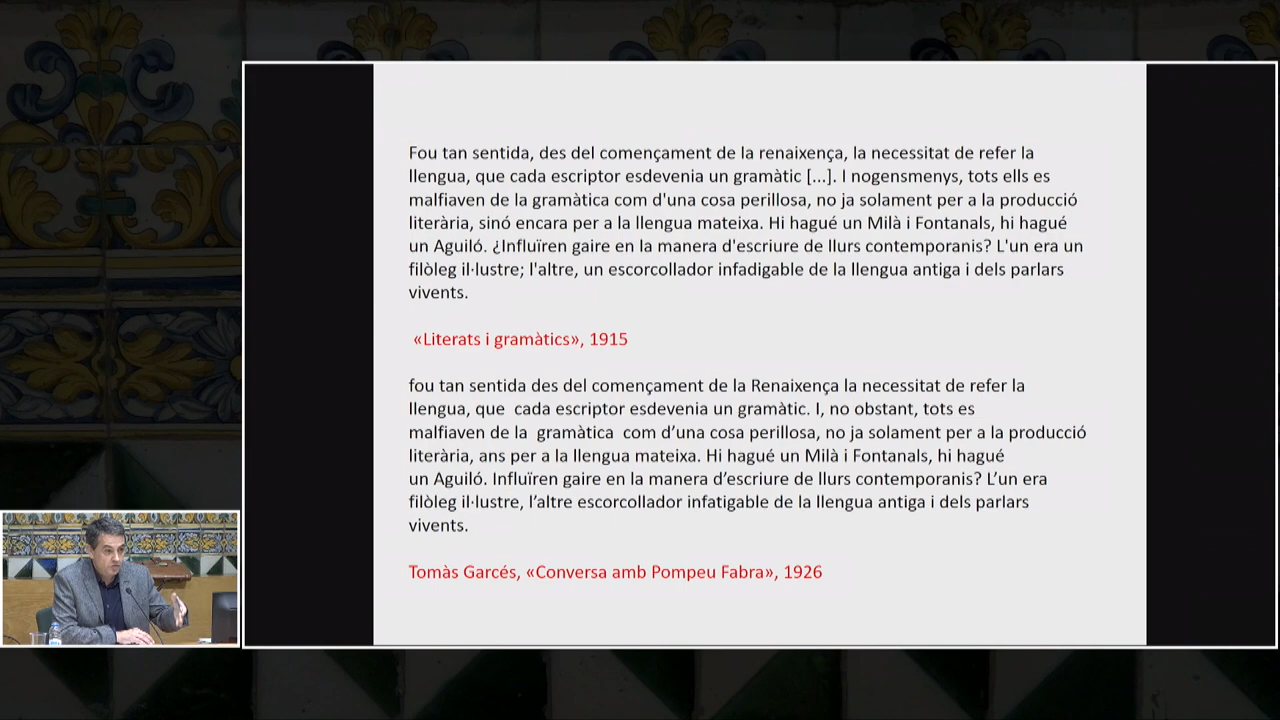 Fou tan sentida, des del començament de la renaixença, la necessitat de refer la
llengua, que cada escriptor esdevenia un gramàtic [...]. I nogensmenys, tots ells es
malfiaven de la gramàtica com d'una cosa perillosa, no ja solament per a la producció
literària, sinó encara per a la llengua mateixa. Hi hagué un Milà i Fontanals, hi hagué
un Aguiló. ¿Influïren gaire en la manera d'escriure de llurs contemporanis? L'un era un
filòleg il·lustre; l'altre, un escorcollador infadigable de la llengua antiga i dels parlars
vivents.
«Literats i gramàtics», 1915
fou tan sentida des del començament de la Renaixença la necessitat de refer la
llengua, que cada escriptor esdevenia un gramàtic. I, no obstant, tots es
malfiaven de la gramàtica com d’una cosa perillosa, no ja solament per a la producció
literària, ans per a la llengua mateixa. Hi hagué un Milà i Fontanals, hi hagué
un Aguiló. Influïren gaire en la manera d’escriure de llurs contemporanis? L’un era
filòleg il·lustre, l’altre escorcollador infatigable de la llengua antiga i dels parlars
vivents.
Tomàs Garcés, «Conversa amb Pompeu Fabra», 1926